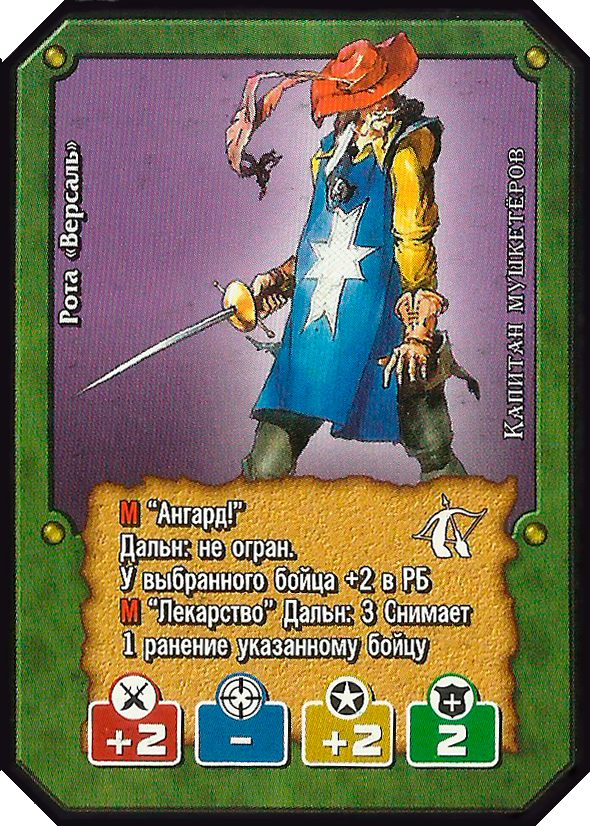 Рота «Версаль»
Капитан мушкетёров
М “Ангард!”
Дальн: не огран.
У выбранного бойца +2 в РБ
М “Лекарство” Дальн: 3 Снимает
1 ранение указанному бойцу
+2 - +2 2